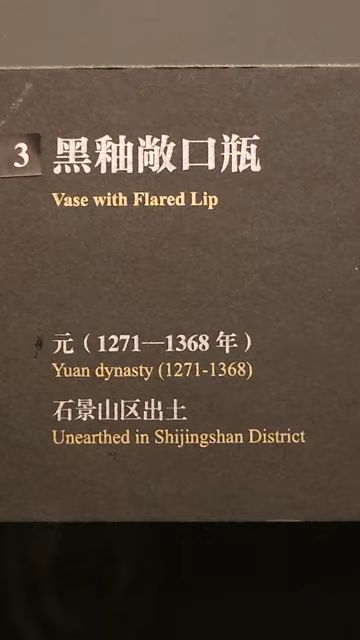 3 黑釉敞口瓶
Vase with Flared Lip
元（1271—1368 年）
Yuan dynasty (1271-1368)
石景山区出土
Unearthed in Shijingshan District